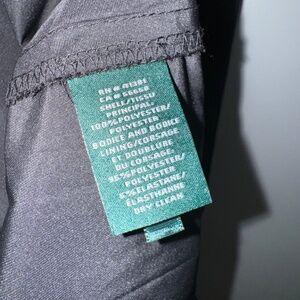 RN # 41381
CA # 56668
SHELL/TISSU
PRINCIPAL:
100% POLYESTER/
POLYESTER
BODICE AND BODICE
LINING/CORSAGE
ET DOUBLURE
DU CORSAGE:
95% POLYESTER/
POLYESTER
5% ELASTANE/
ÉLASTHANNE
DRY CLEAN